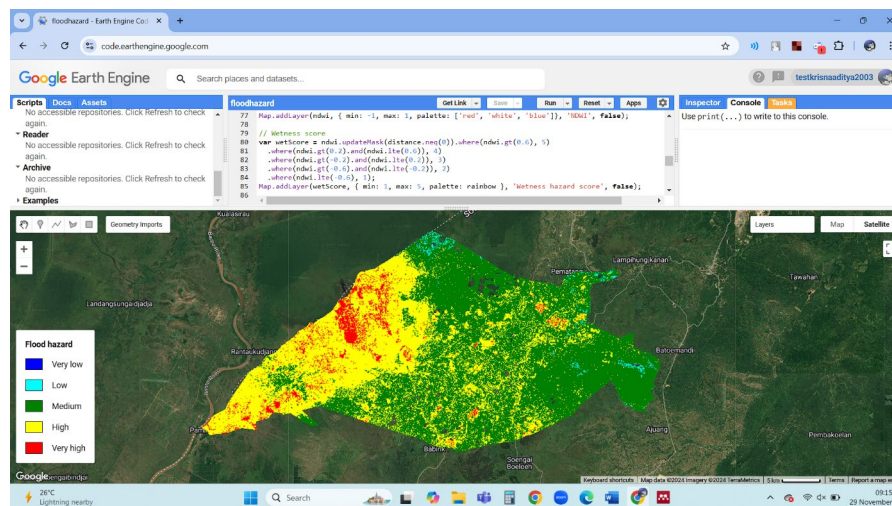 floodhazard - Earth Engine Cod
code.earthengine.google.com
Google Earth Engine
Search places and datasets...
testkrisnaaditya2003
Scripts Docs Assets
No accessible repositories. Click Refresh to check
again.
Reader
No accessible repositories. Click Refresh to check
again.
Archive
No accessible repositories. Click Refresh to check
again.
Examples
floodhazard
Get Link Save Run Reset Apps
77 Map.addLayer(ndwi, { min: -1, max: 1, palette: ['red', 'white', 'blue']}, 'NDWI', false);
78
79 // Wetness score
80 var wetScore = ndwi.updateMask(distance.neq(0)).where(ndwi.gt(0.6), 5)
81 .where(ndwi.gt(0.2).and(ndwi.lte(0.6)), 4)
82 .where(ndwi.gt(-0.2).and(ndwi.lte(0.2)), 3)
83 .where(ndwi.gt(-0.6).and(ndwi.lte(-0.2)), 2)
84 .where(ndwi.lte(-0.6), 1);
85 Map.addLayer(wetScore, { min: 1, max: 5, palette: rainbow }, 'Wetness hazard score', false);
86
Inspector Console Tasks
Use print(...) to write to this console.
Geometry Imports
Layers
Map Satellite
Kuarasirau
Lampihung,kanan
Pematang
Tawahan
Landangsungaidjadja
Rantaukudjang
Batoemandi
Ajuang
Pembakoelan
Babirik
Soengai
Boeloeh
Flood hazard
Very low
Low
Medium
High
Very high
Google
Keyboard shortcuts Map data ©2024 Imagery ©2024 TerraMetrics 5 km Terms Report a map e
26°C
Lightning nearby
Search
09:15
29 November